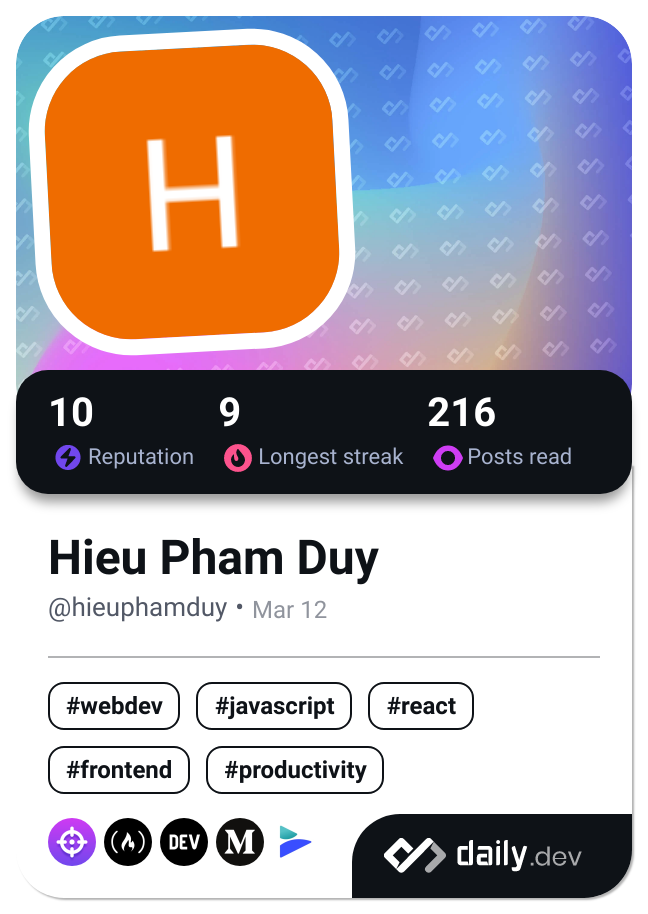 H
10 9 216
Reputation Longest streak Posts read
Hieu Pham Duy
@hieuphamduy • Mar 12
#webdev #javascript #react
#frontend #productivity
DEV M daily.dev